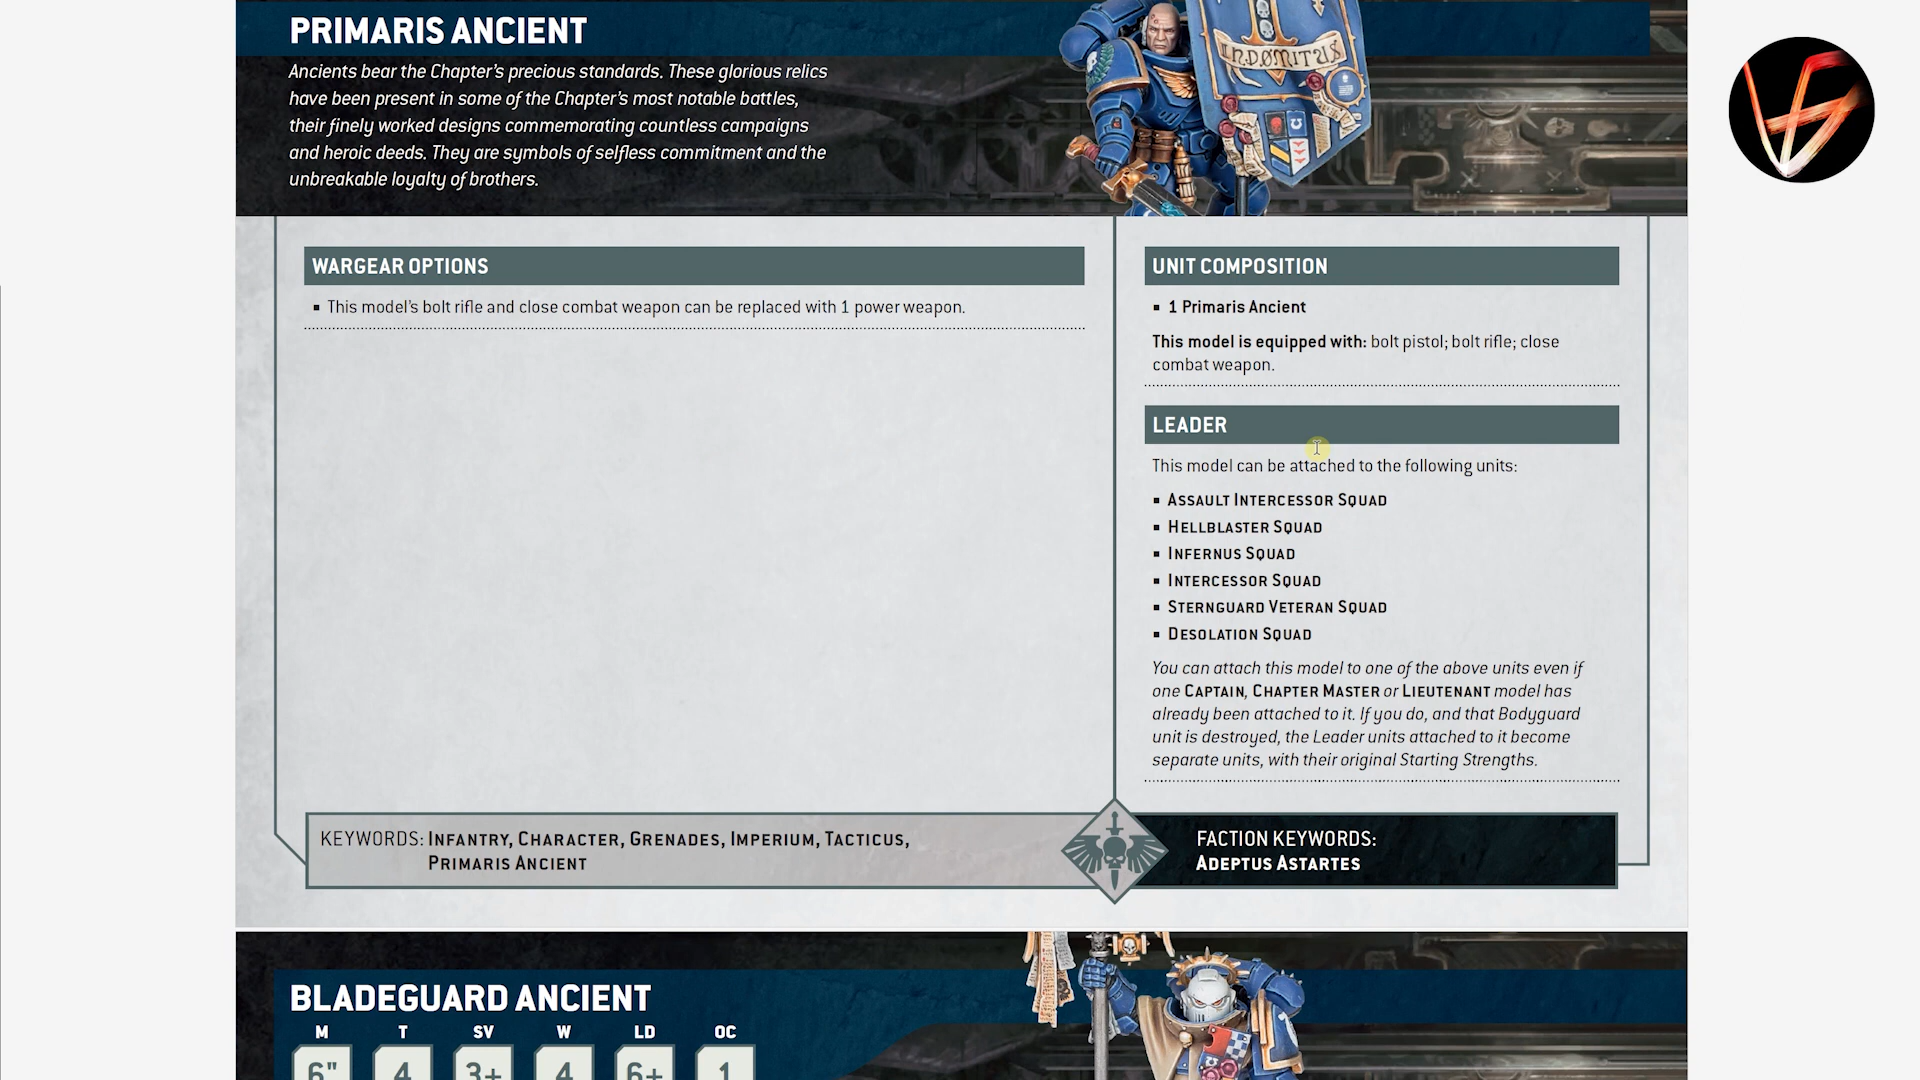 PRIMARIS ANCIENT
Ancients bear the Chapter's precious standards. These glorious relics
have been present in some of the Chapter's most notable battles,
their finely worked designs commemorating countless campaigns
and heroic deeds. They are symbols of selfless commitment and the
unbreakable loyalty of brothers.
INDOMITUS
WARGEAR OPTIONS
▪ This model's bolt rifle and close combat weapon can be replaced with 1 power weapon.
UNIT COMPOSITION
▪ 1 Primaris Ancient
This model is equipped with: bolt pistol; bolt rifle; close
combat weapon.
LEADER
This model can be attached to the following units:
▪ ASSAULT INTERCESSOR SQUAD
▪ HELLBLASTER SQUAD
▪ INFERNUS SQUAD
▪ INTERCESSOR SQUAD
▪ STERNGUARD VETERAN SQUAD
▪ DESOLATION SQUAD
You can attach this model to one of the above units even if
one CAPTAIN, CHAPTER MASTER or LIEUTENANT model has
already been attached to it. If you do, and that Bodyguard
unit is destroyed, the Leader units attached to it become
separate units, with their original Starting Strengths.
KEYWORDS: INFANTRY, CHARACTER, GRENADES, IMPERIUM, TACTICUS,
PRIMARIS ANCIENT
FACTION KEYWORDS:
ADEPTUS ASTARTES
BLADEGUARD ANCIENT
M T SV W LD OC
6" 4 3+ 4 6+ 1